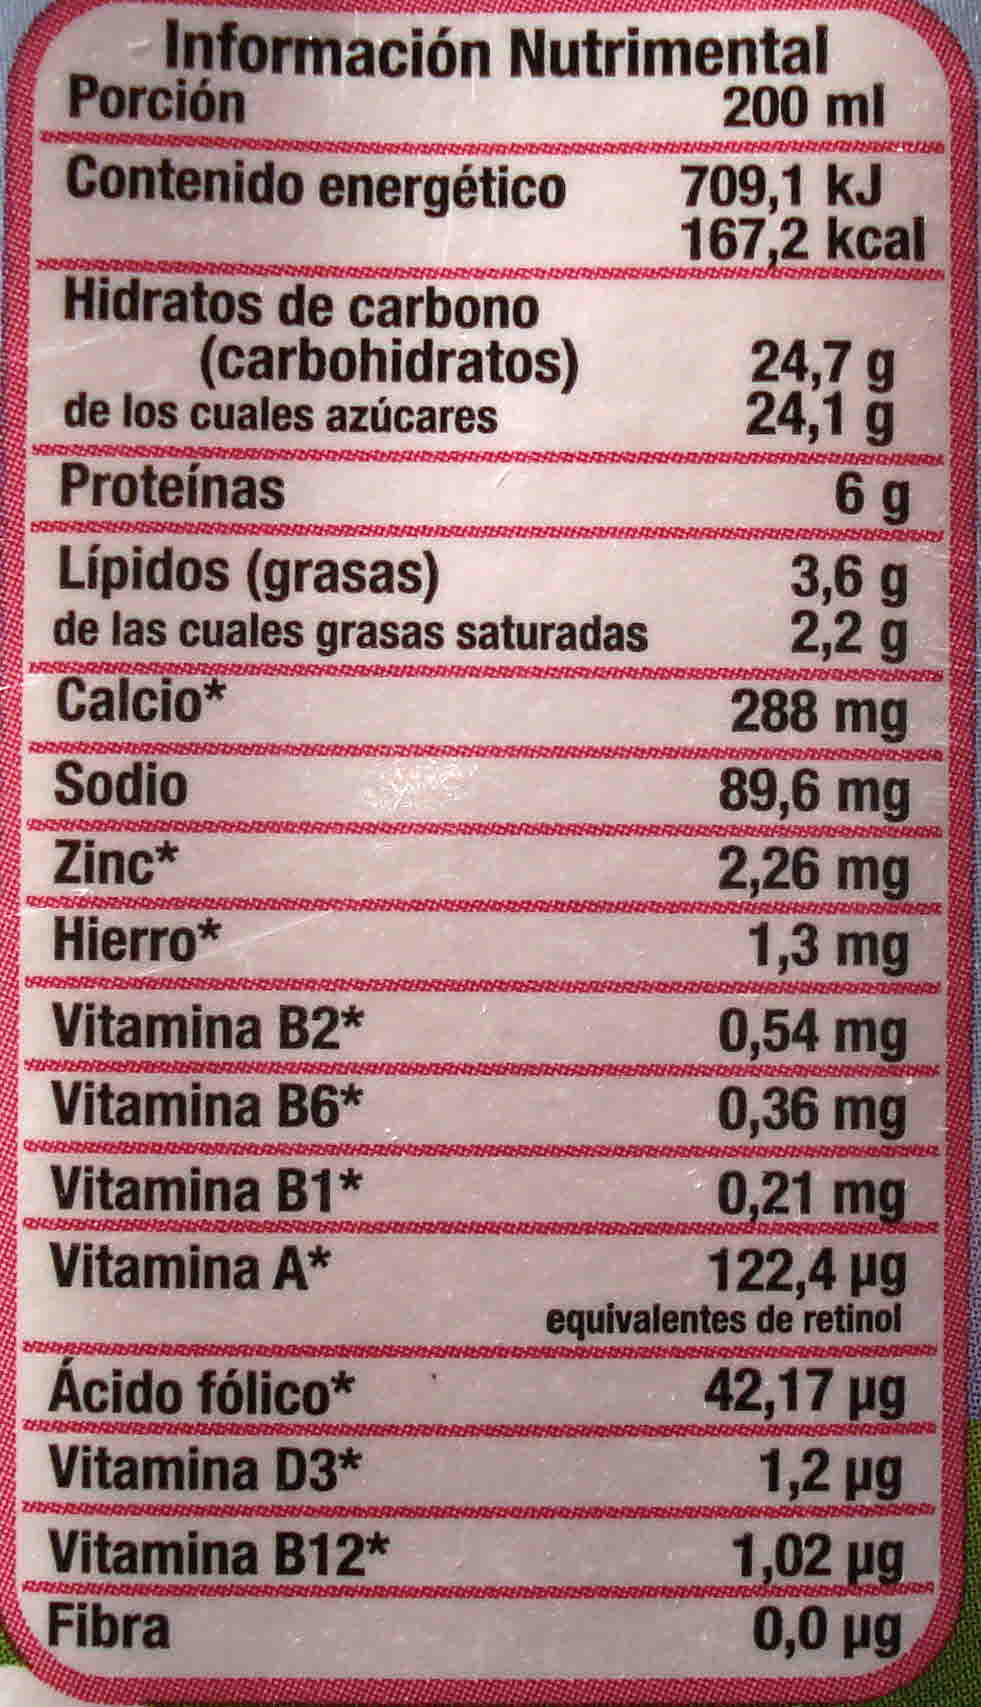 Información Nutrimental
Porción 200 ml
Contenido energético 709,1 kJ
167,2 kcal
Hidratos de carbono
(carbohidratos) 24,7 g
de los cuales azúcares 24,1 g
Proteínas 6 g
Lípidos (grasas) 3,6 g
de las cuales grasas saturadas 2,2 g
Calcio* 288 mg
Sodio 89,6 mg
Zinc* 2,26 mg
Hierro* 1,3 mg
Vitamina B2* 0,54 mg
Vitamina B6* 0,36 mg
Vitamina B1* 0,21 mg
Vitamina A* 122,4 µg
equivalentes de retinol
Ácido fólico* 42,17 µg
Vitamina D3* 1,2 µg
Vitamina B12* 1,02 µg
Fibra 0,0 µg